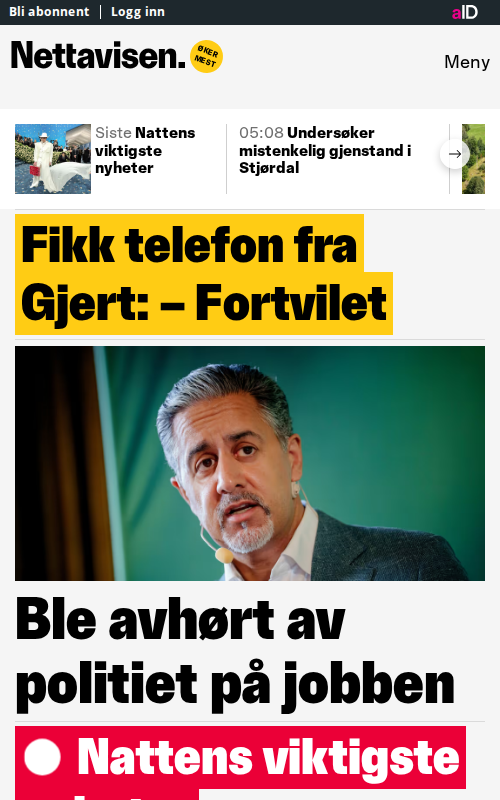 Bli abonnent | Logg inn
aID
Nettavisen.
ØKER
MEST
Meny
Siste Nattens
viktigste
nyheter
05:08 Undersøker
mistenkelig gjenstand i
Stjørdal
Fikk telefon fra
Gjert: – Fortvilet
Ble avhørt av
politiet på jobben
Nattens viktigste